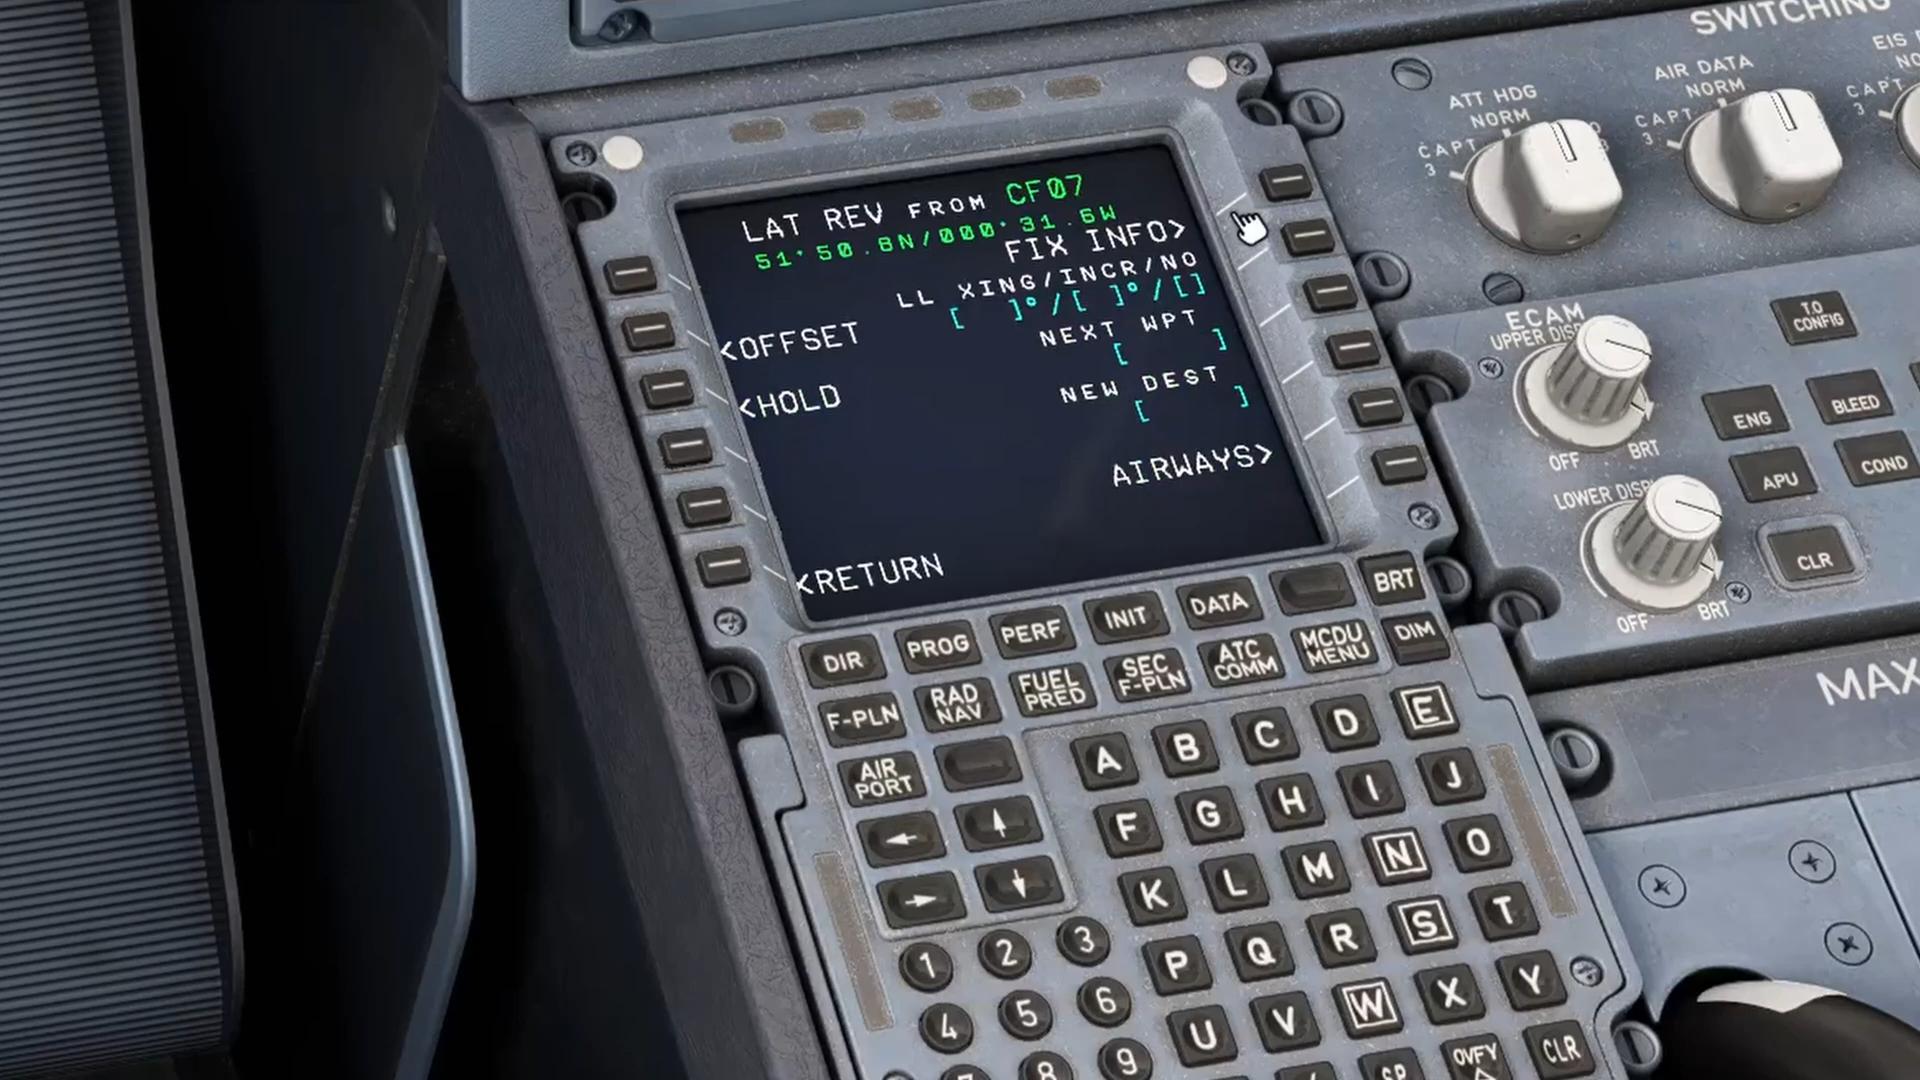 SWITCHING
ATT HDG
NORM
CAPT
3
AIR DATA
NORM
CAPT
3
EIS
CAPT
3
LAT REV FROM CF07
51°50.8N/000°31.6W
FIX INFO>
LL XING/INCR/NO
[ ]°/[ ]°/[]
<OFFSET
NEXT WPT
[ ]
<HOLD
NEW DEST
[ ]
AIRWAYS>
<RETURN
ECAM
UPPER
OFF
BRT
LOWER
OFF
BRT
T.O
CONFIG
ENG
BLEED
APU
COND
CLR
MAX
DIR
PROG
PERF
INIT
DATA
BRT
F-PLN
RAD
NAV
FUEL
PRED
SEC
F-PLN
ATC
COMM
MCDU
MENU
DIM
AIR
PORT
A B C D E
F G H I J
K L M N O
P Q R S T
U V W X Y
1 2 3
4 5 6
8 9
SP
OVFY
CLR